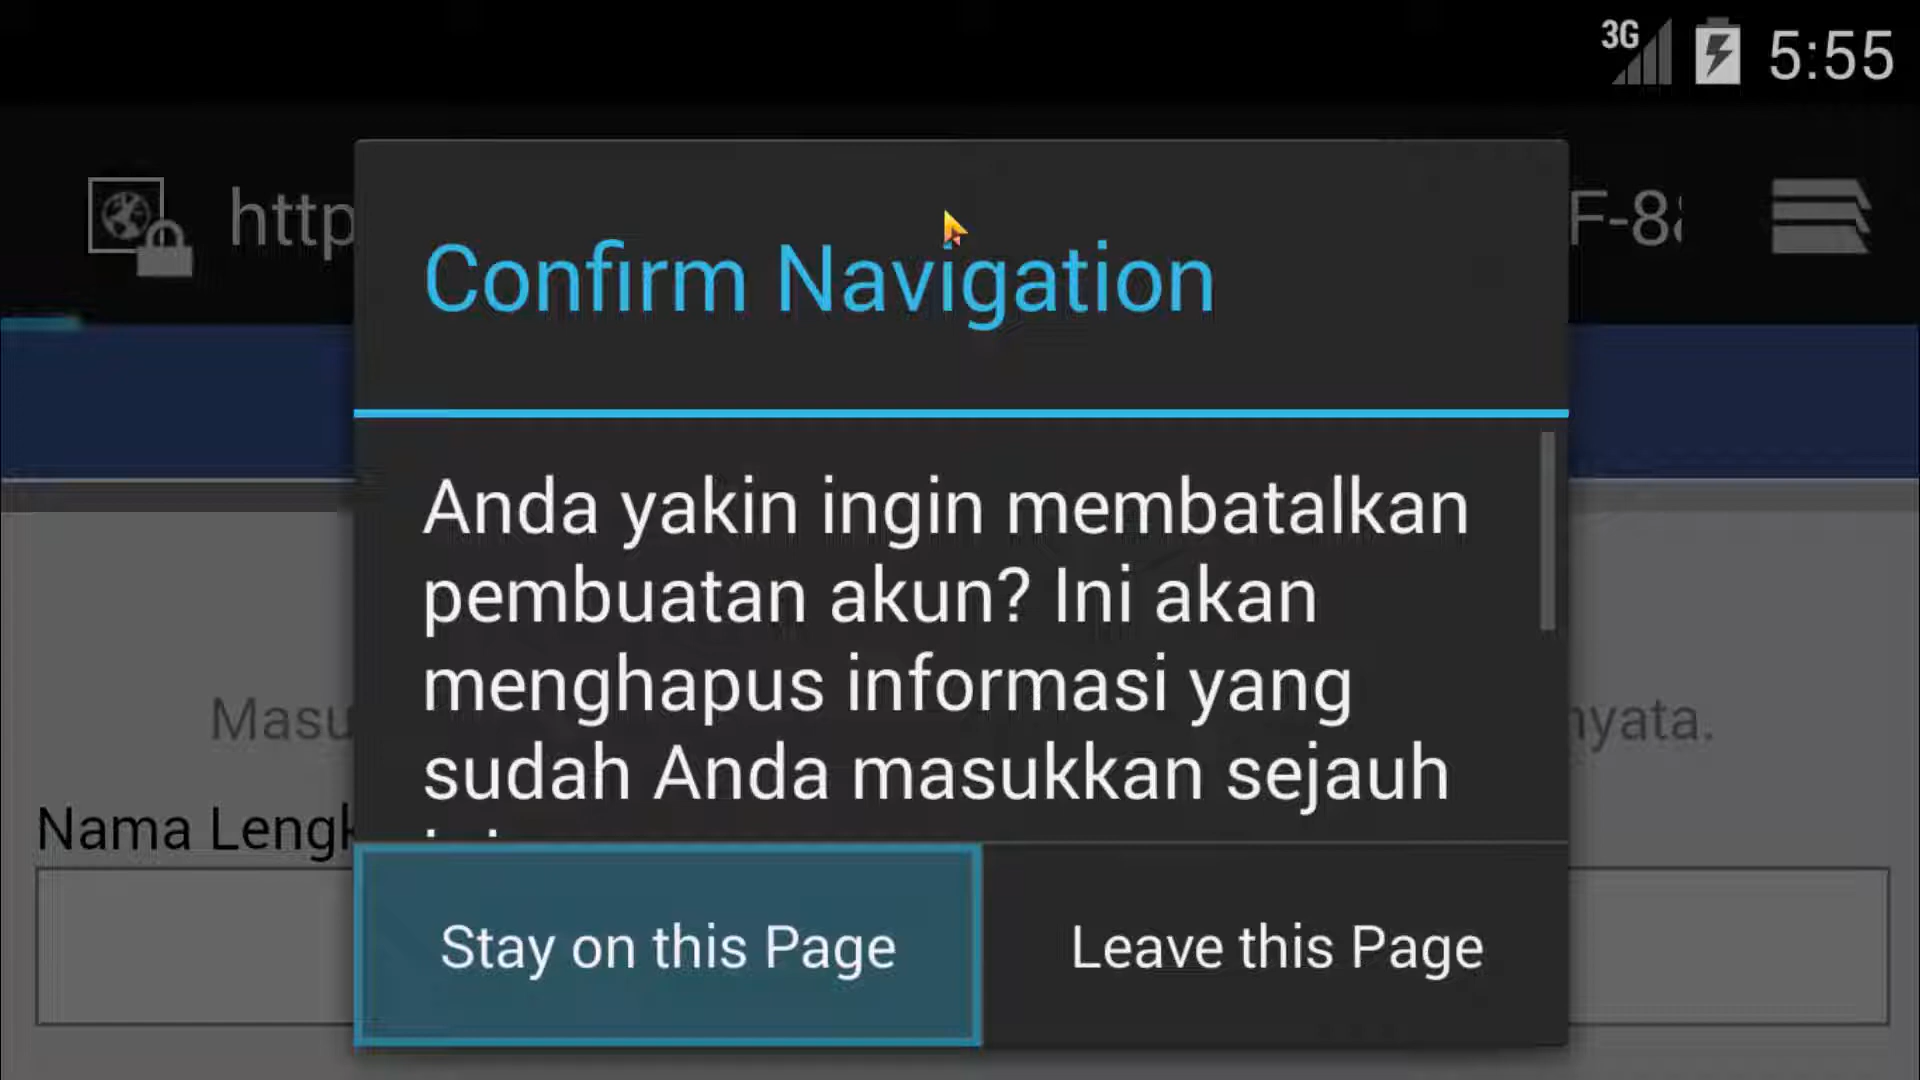 3G 5:55
http F-8
Confirm Navigation
Anda yakin ingin membatalkan
pembuatan akun? Ini akan
menghapus informasi yang
sudah Anda masukkan sejauh
Masu nyata.
Nama Lengk
Stay on this Page
Leave this Page